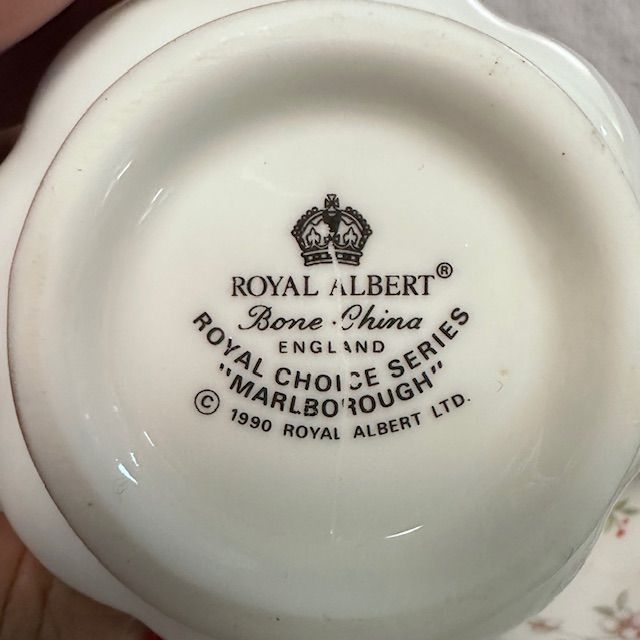 ROYAL ALBERT®
Bone China
ENGLAND
ROYAL CHOICE SERIES
"MARLBOROUGH"
© 1990 ROYAL ALBERT LTD.